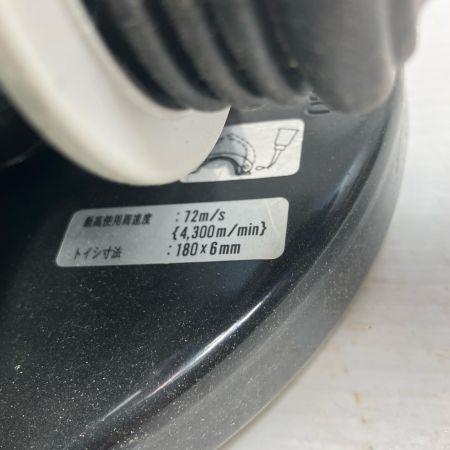 最高使用周速度 : 72m/s
{4,300m/min}
トイシ寸法 : 180×6mm